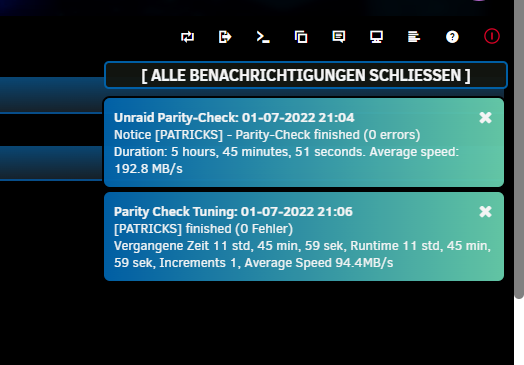 [ ALLE BENACHRICHTIGUNGEN SCHLIESSEN ]
Unraid Parity-Check: 01-07-2022 21:04
Notice [PATRICKS] - Parity-Check finished (0 errors)
Duration: 5 hours, 45 minutes, 51 seconds. Average speed:
192.8 MB/s
Parity Check Tuning: 01-07-2022 21:06
[PATRICKS] finished (0 Fehler)
Vergangene Zeit 11 std, 45 min, 59 sek, Runtime 11 std, 45 min,
59 sek, Increments 1, Average Speed 94.4MB/s